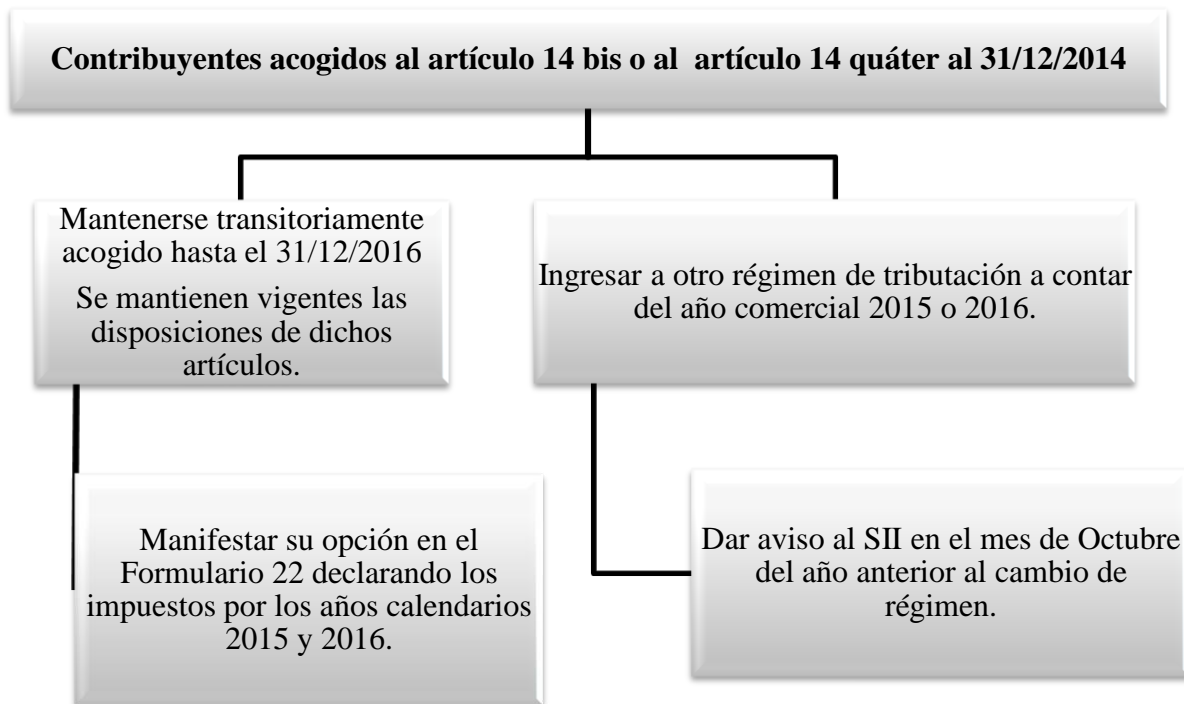 Contribuyentes acogidos al artículo 14 bis o al artículo 14 quáter al 31/12/2014
Mantenerse transitoriamente
acogido hasta el 31/12/2016
Se mantienen vigentes las
disposiciones de dichos
artículos.
Ingresar a otro régimen de tributación a contar
del año comercial 2015 o 2016.
Manifestar su opción en el
Formulario 22 declarando los
impuestos por los años calendarios
2015 y 2016.
Dar aviso al SII en el mes de Octubre
del año anterior al cambio de
régimen.